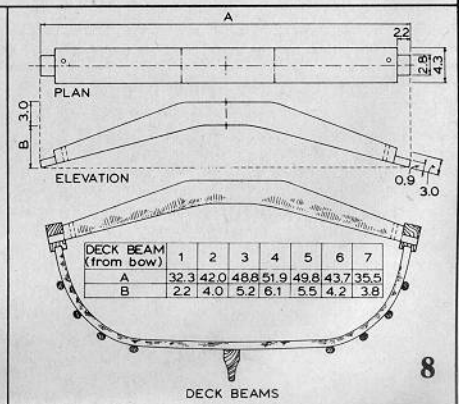 A
2.2
2.8
4.3
PLAN
3.0
B
ELEVATION
0.9
3.0
DECK BEAM (from bow) 1 2 3 4 5 6 7
A 32.3 42.0 48.8 51.9 49.8 43.7 35.5
B 2.2 4.0 5.2 6.1 5.5 4.2 3.8
8
DECK BEAMS